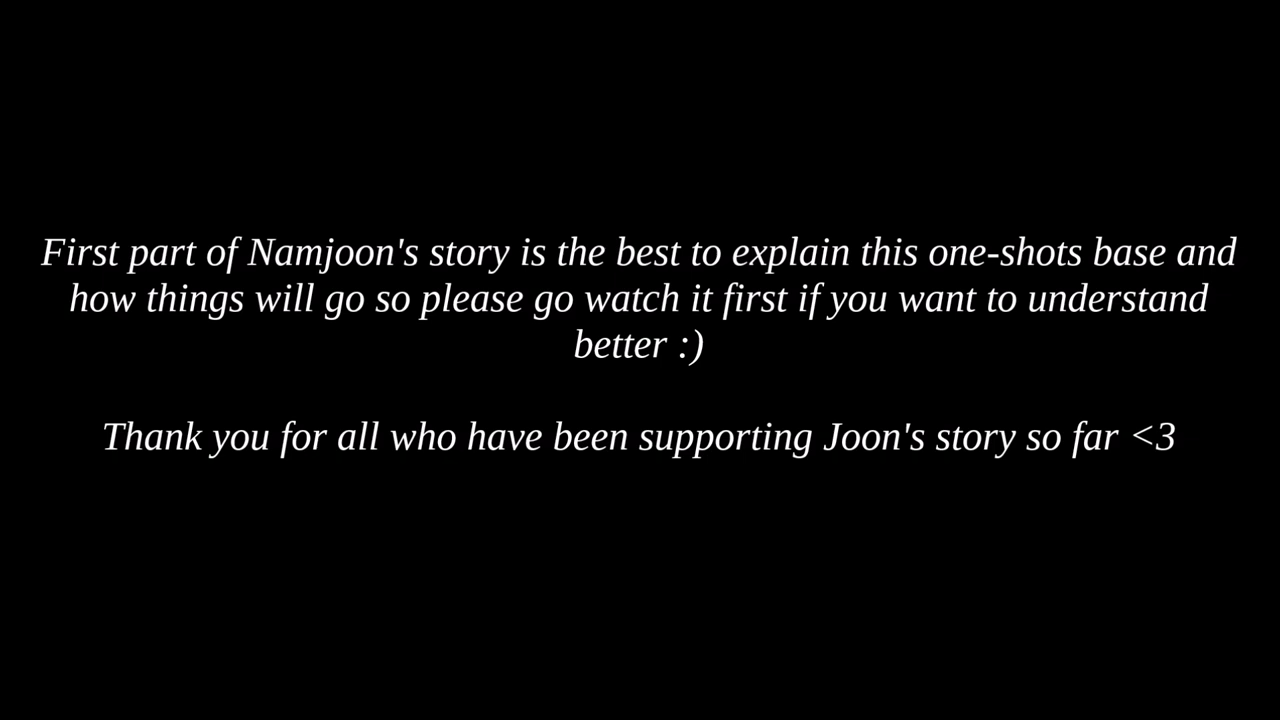 First part of Namjoon's story is the best to explain this one-shots base and
how things will go so please go watch it first if you want to understand
better :)
Thank you for all who have been supporting Joon's story so far <3